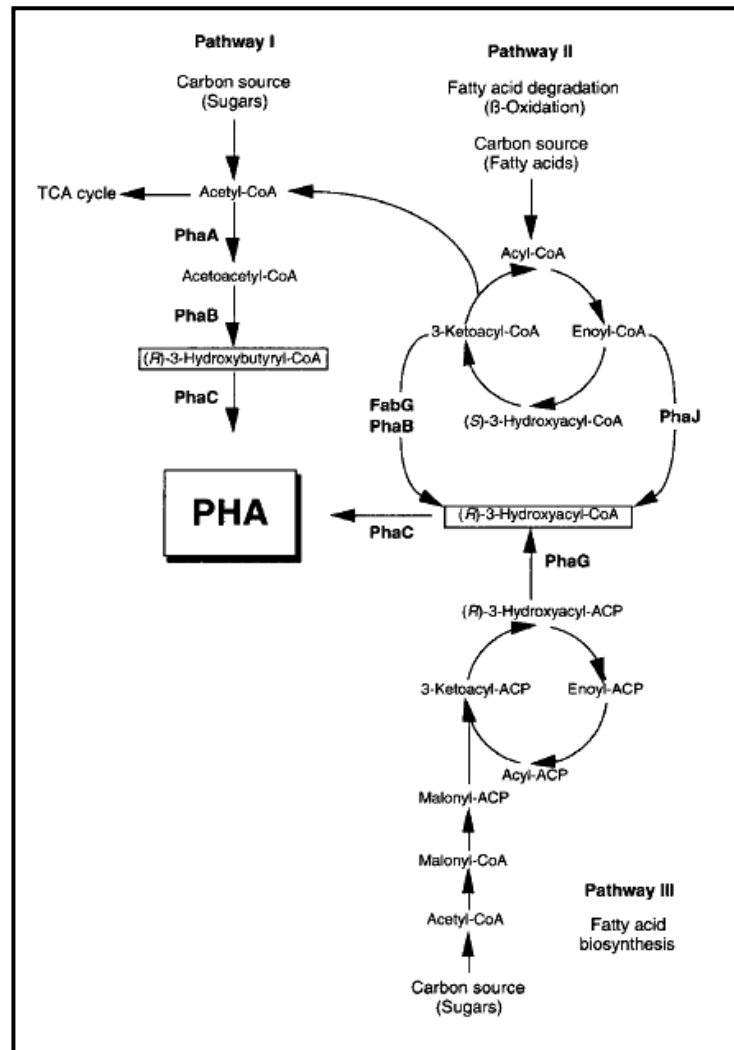 Pathway I
Carbon source
(Sugars)
TCA cycle
Acetyl-CoA
PhaA
Acetoacetyl-CoA
PhaB
(R)-3-Hydroxybutyryl-CoA
PhaC
PHA
Pathway II
Fatty acid degradation
(ß-Oxidation)
Carbon source
(Fatty acids)
Acyl-CoA
3-Ketoacyl-CoA
Enoyl-CoA
(S)-3-Hydroxyacyl-CoA
FabG
PhaB
PhaJ
(R)-3-Hydroxyacyl-CoA
PhaC
PhaG
(R)-3-Hydroxyacyl-ACP
3-Ketoacyl-ACP
Enoyl-ACP
Acyl-ACP
Malonyl-ACP
Malonyl-CoA
Acetyl-CoA
Carbon source
(Sugars)
Pathway III
Fatty acid
biosynthesis